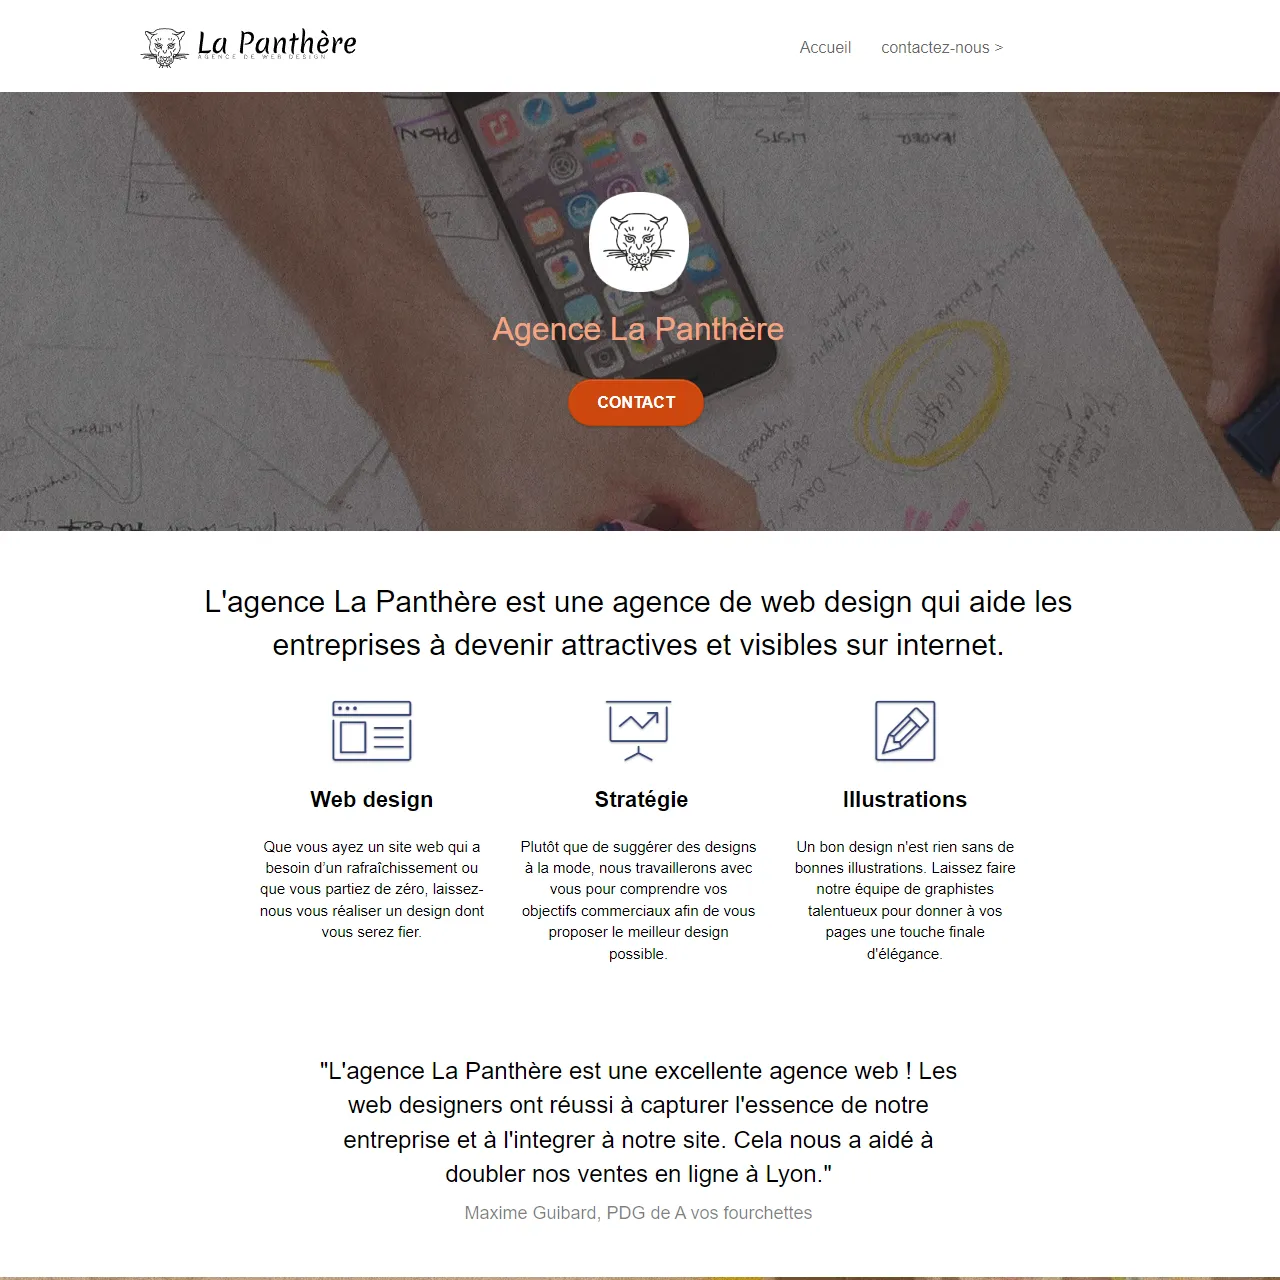 La Panthère
AGENCE DE WEB DESIGN
Accueil
contactez-nous >
PHON
LISTS
HEADER
INFOGRAFTIC
Agence La Panthère
CONTACT
L'agence La Panthère est une agence de web design qui aide les
entreprises à devenir attractives et visibles sur internet.
Web design
Que vous ayez un site web qui a
besoin d’un rafraîchissement ou
que vous partiez de zéro, laissez-
nous vous réaliser un design dont
vous serez fier.
Stratégie
Plutôt que de suggérer des designs
à la mode, nous travaillerons avec
vous pour comprendre vos
objectifs commerciaux afin de vous
proposer le meilleur design
possible.
Illustrations
Un bon design n'est rien sans de
bonnes illustrations. Laissez faire
notre équipe de graphistes
talentueux pour donner à vos
pages une touche finale
d'élégance.
"L'agence La Panthère est une excellente agence web ! Les
web designers ont réussi à capturer l'essence de notre
entreprise et à l'integrer à notre site. Cela nous a aidé à
doubler nos ventes en ligne à Lyon."
Maxime Guibard, PDG de A vos fourchettes